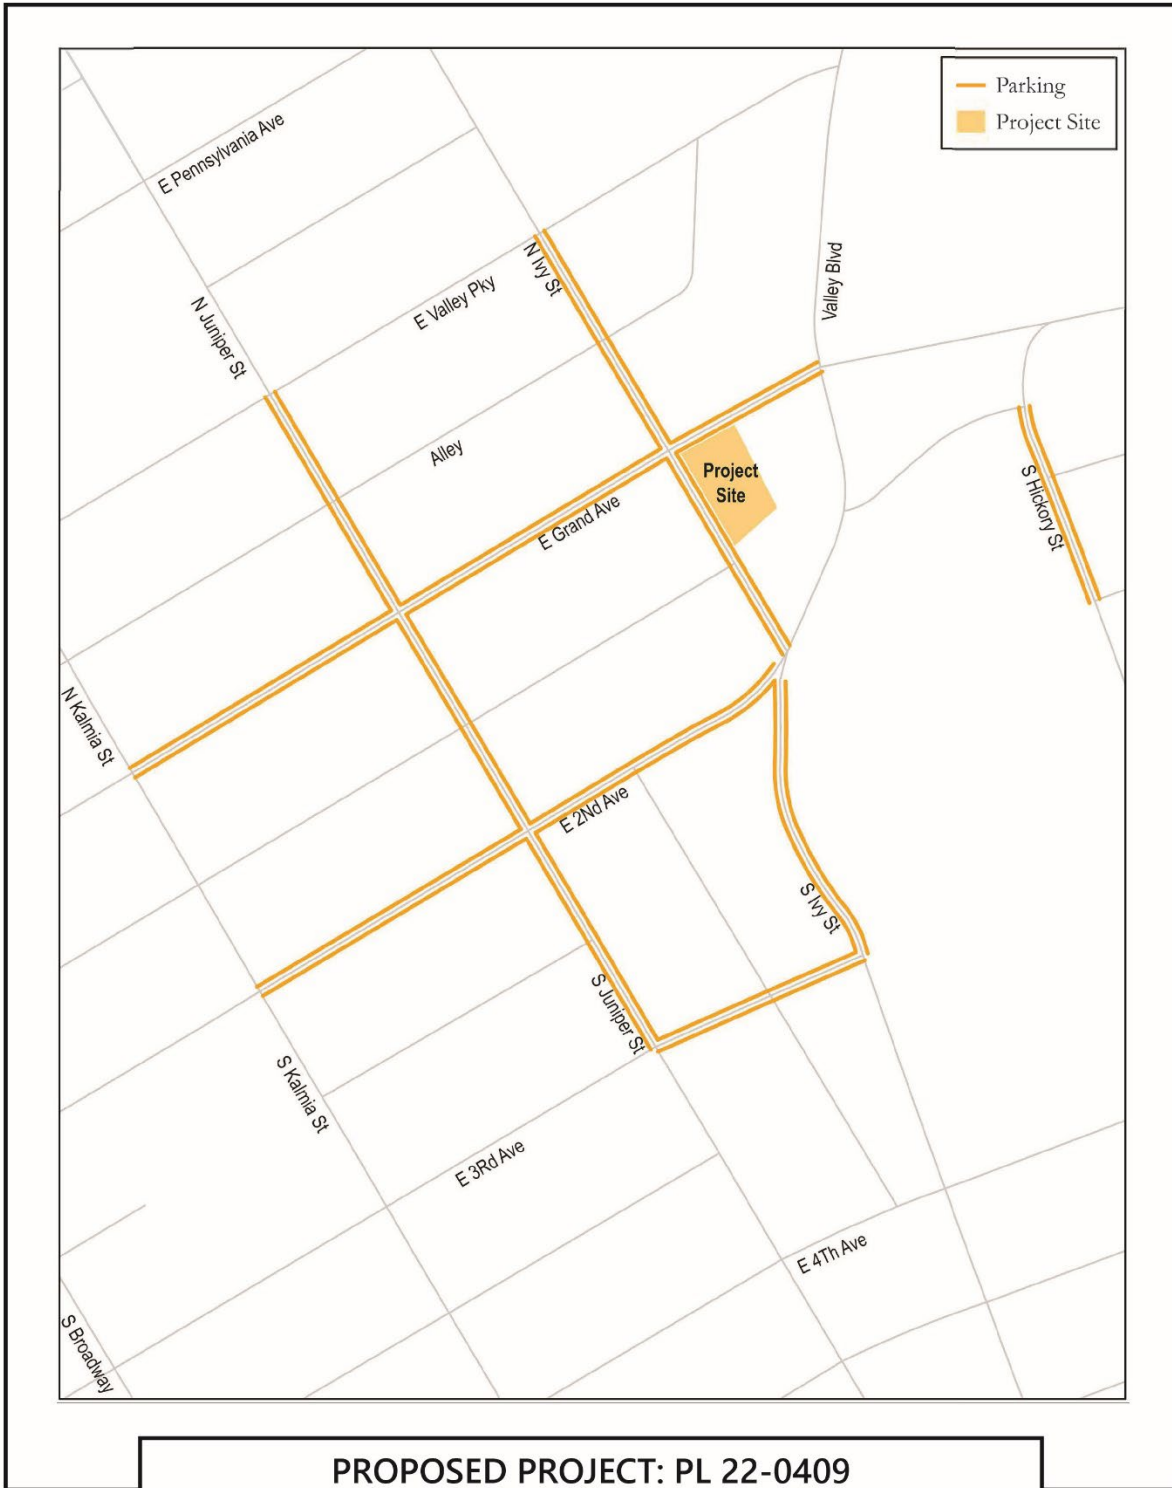 Parking
Project Site
E Pennsylvania Ave
N Ivy St
E Valley Pky
Valley Blvd
N Juniper St
Alley
Project
Site
S Hickory St
E Grand Ave
N Kalmia St
E 2Nd Ave
S Ivy St
S Juniper St
S Kalmia St
E 3Rd Ave
E 4Th Ave
S Broadway
PROPOSED PROJECT: PL 22-0409